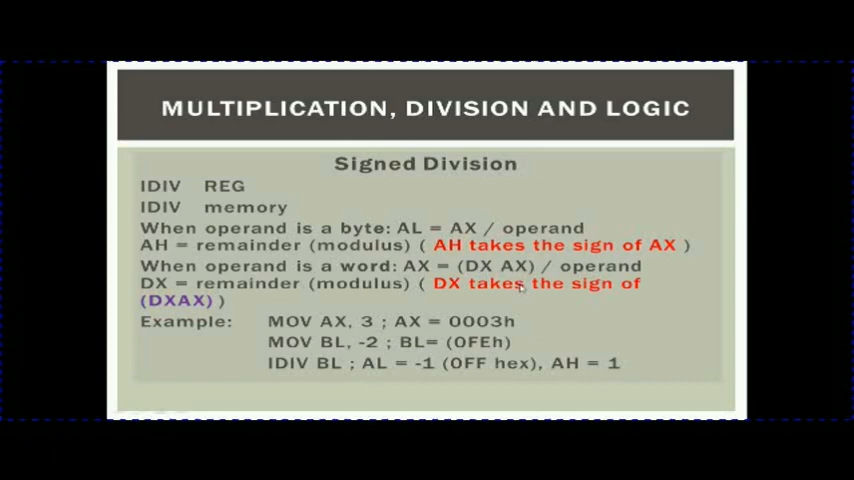 MULTIPLICATION, DIVISION AND LOGIC
Signed Division
IDIV REG
IDIV memory
When operand is a byte: AL = AX / operand
AH = remainder (modulus) ( AH takes the sign of AX )
When operand is a word: AX = (DX AX) / operand
DX = remainder (modulus) ( DX takes the sign of
(DXAX) )
Example: MOV AX, 3 ; AX = 0003h
MOV BL, -2 ; BL= (0FEh)
IDIV BL ; AL = -1 (0FF hex), AH = 1